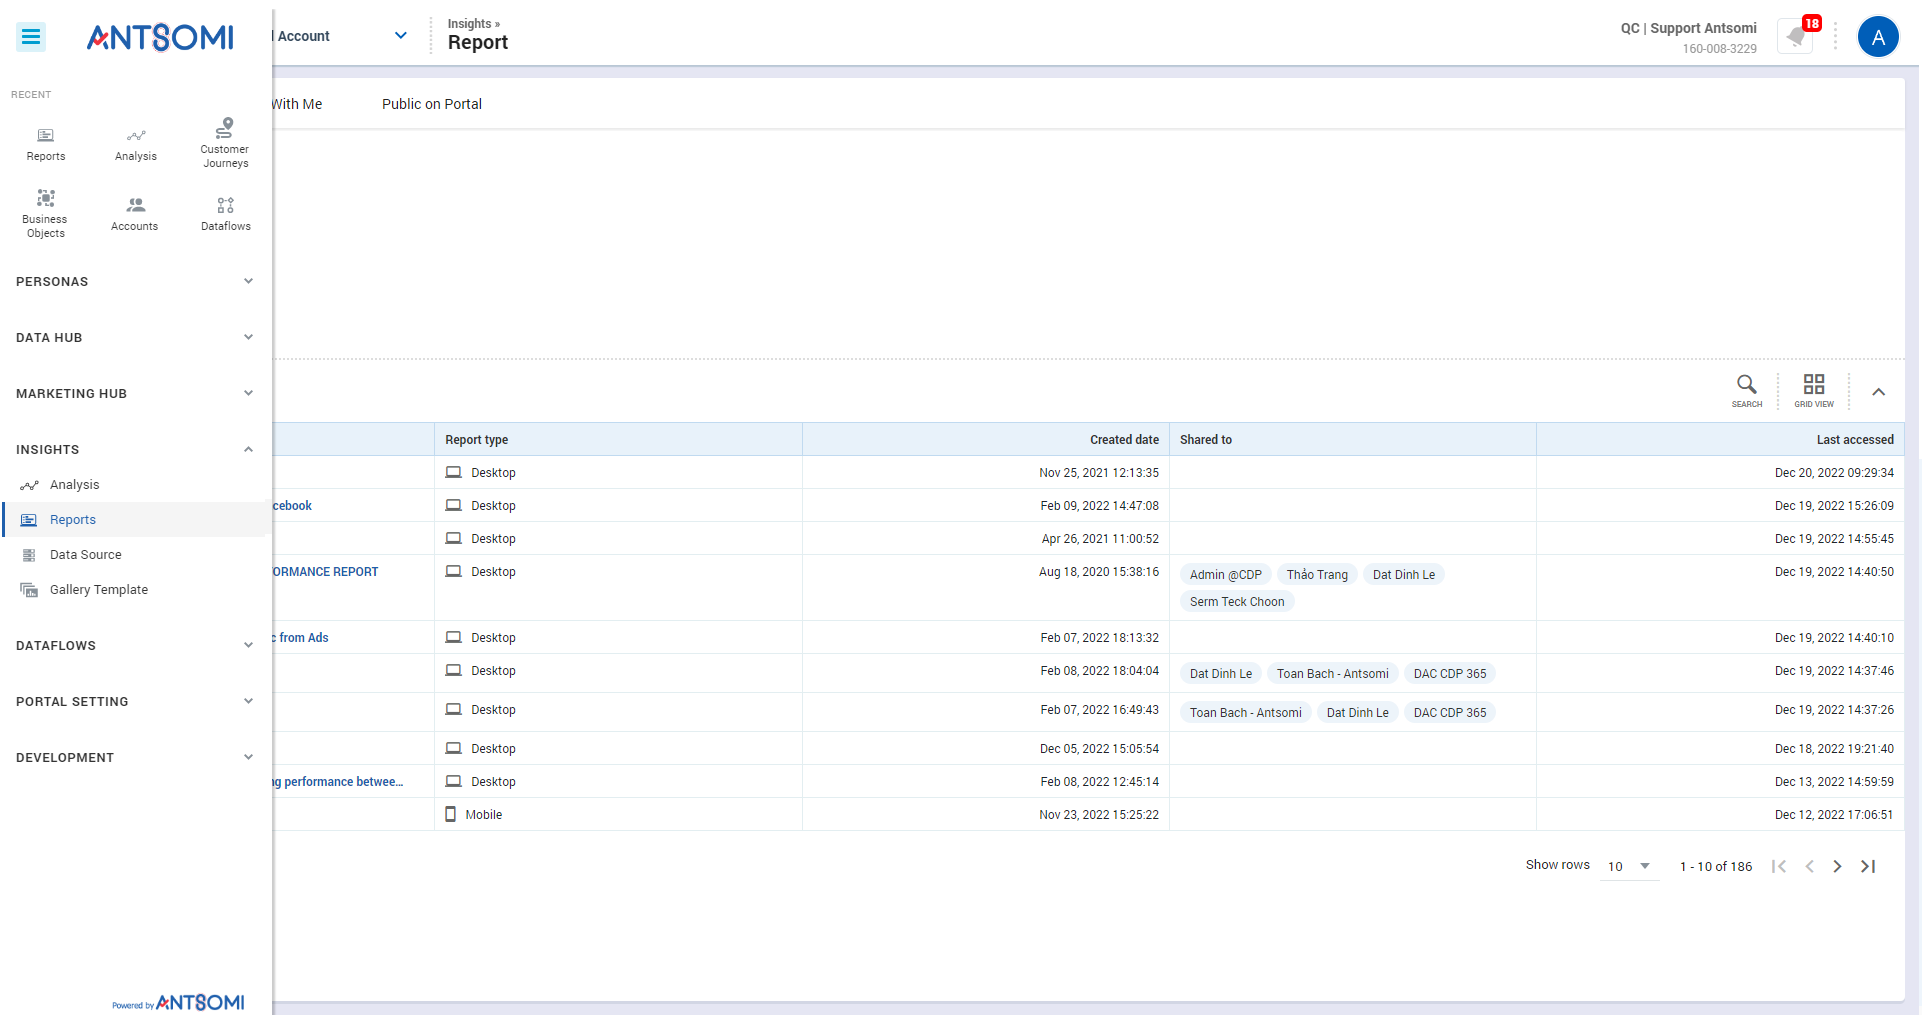 ANTSOMI
Account
Insights »
Report
QC | Support Antsomi
160-008-3229
18
A
RECENT
With Me
Public on Portal
Reports
Analysis
Customer
Journeys
Business
Objects
Accounts
Dataflows
PERSONAS
DATA HUB
MARKETING HUB
INSIGHTS
Analysis
Reports
Data Source
Gallery Template
DATAFLOWS
PORTAL SETTING
DEVELOPMENT
Powered by ANTSOMI
SEARCH
GRID VIEW
Report type Created date Shared to Last accessed
Desktop Nov 25, 2021 12:13:35 Dec 20, 2022 09:29:34
cebook Desktop Feb 09, 2022 14:47:08 Dec 19, 2022 15:26:09
Desktop Apr 26, 2021 11:00:52 Dec 19, 2022 14:55:45
ORMANCE REPORT Desktop Aug 18, 2020 15:38:16 Admin @CDP Thảo Trang Dat Dinh Le Dec 19, 2022 14:40:50
Serm Teck Choon
c from Ads Desktop Feb 07, 2022 18:13:32 Dec 19, 2022 14:40:10
Desktop Feb 08, 2022 18:04:04 Dat Dinh Le Toan Bach - Antsomi DAC CDP 365 Dec 19, 2022 14:37:46
Desktop Feb 07, 2022 16:49:43 Toan Bach - Antsomi Dat Dinh Le DAC CDP 365 Dec 19, 2022 14:37:26
Desktop Dec 05, 2022 15:05:54 Dec 18, 2022 19:21:40
ng performance betwee... Desktop Feb 08, 2022 12:45:14 Dec 13, 2022 14:59:59
Mobile Nov 23, 2022 15:25:22 Dec 12, 2022 17:06:51
Show rows 10 1 - 10 of 186